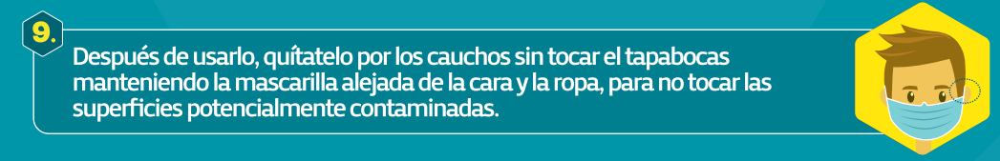 9.
Después de usarlo, quítatelo por los cauchos sin tocar el tapabocas
manteniendo la mascarilla alejada de la cara y la ropa, para no tocar las
superficies potencialmente contaminadas.